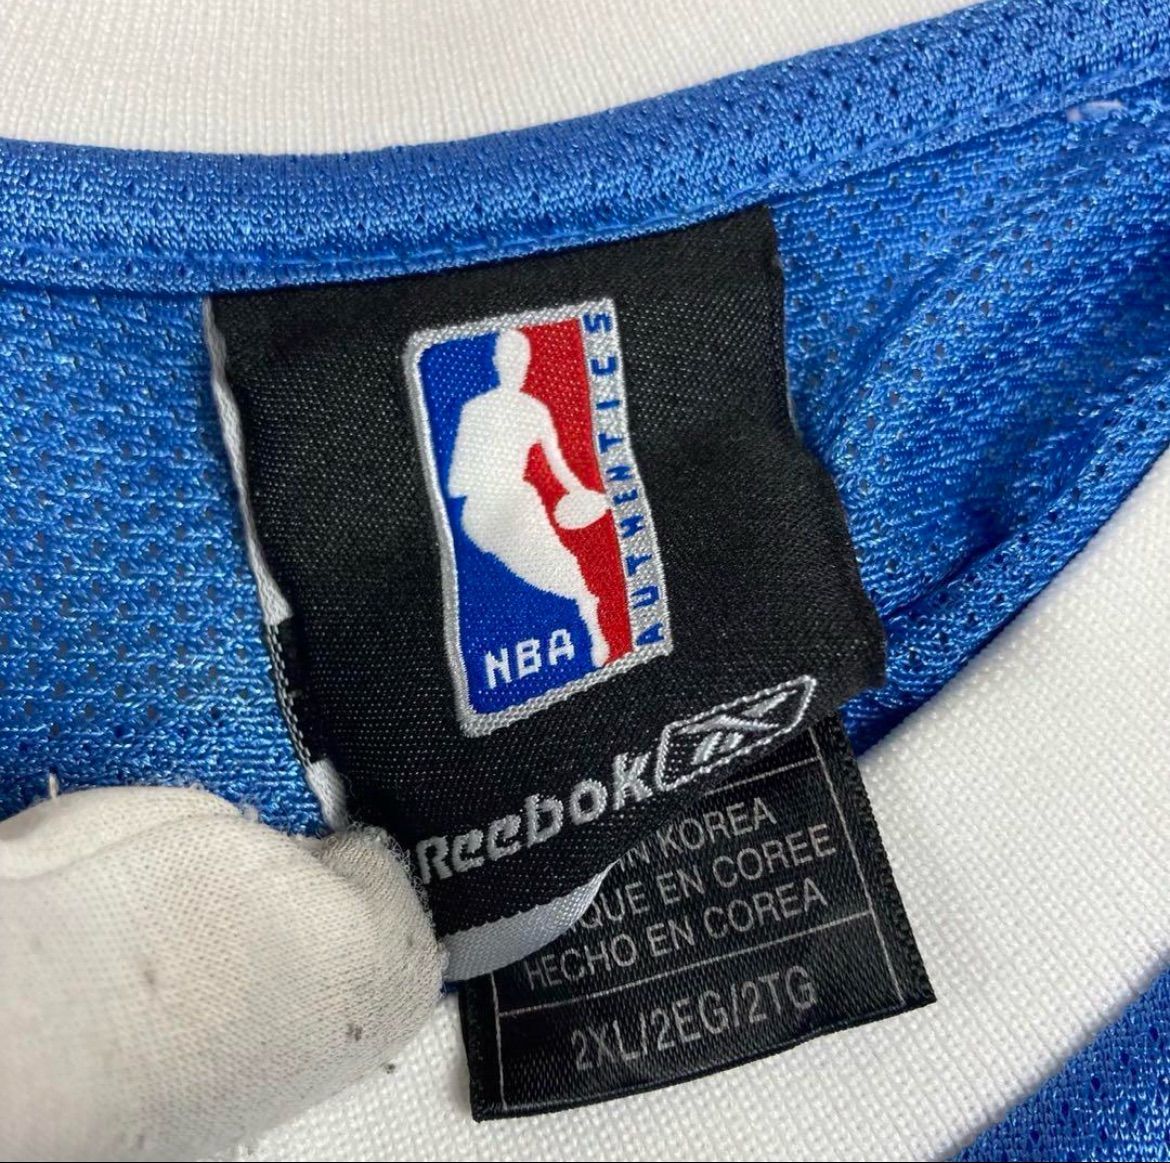 AUTHENTICS
NBA
Reebok
IN KOREA
QUE EN COREE
HECHO EN COREA
2XL/2EG/2TG